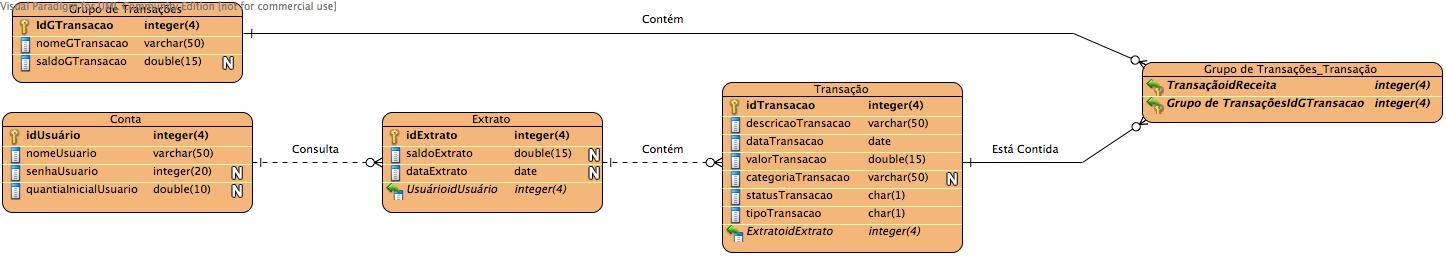 Visual Paradigm for UML Community Edition [not for commercial use]
Grupo de Transações
IdGTransacao integer(4)
nomeGTransacao varchar(50)
saldoGTransacao double(15) N
Contém
Grupo de Transações_Transação
TransaçãoidReceita integer(4)
Grupo de TransaçõesIdGTransacao integer(4)
Conta
idUsuário integer(4)
nomeUsuario varchar(50)
senhaUsuario integer(20) N
quantiaInicialUsuario double(10) N
Consulta
Extrato
idExtrato integer(4)
saldoExtrato double(15) N
dataExtrato date N
UsuárioidUsuário integer(4)
Contém
Transação
idTransacao integer(4)
descricaoTransacao varchar(50)
dataTransacao date
valorTransacao double(15)
categoriaTransacao varchar(50) N
statusTransacao char(1)
tipoTransacao char(1)
ExtratoidExtrato integer(4)
Está Contida